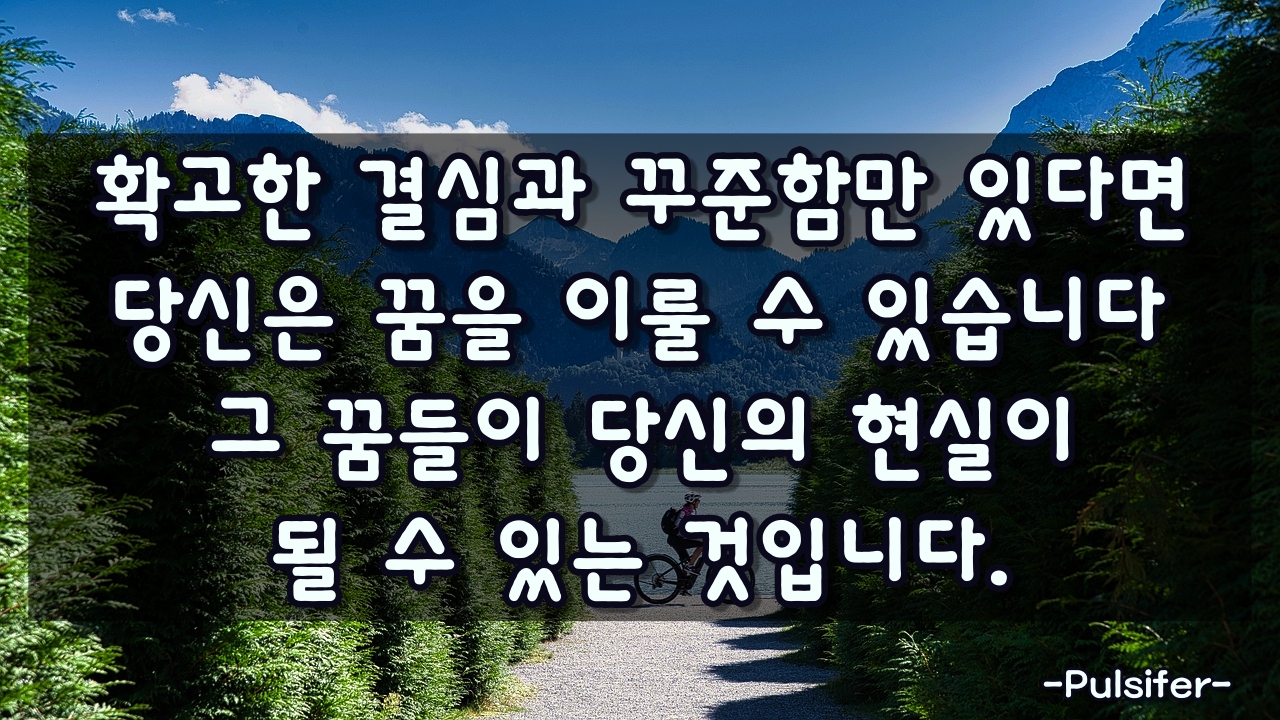 확고한 결심과 꾸준함만 있다면
당신은 꿈을 이룰 수 있습니다
그 꿈들이 당신의 현실이
될 수 있는 것입니다.
-Pulsifer-